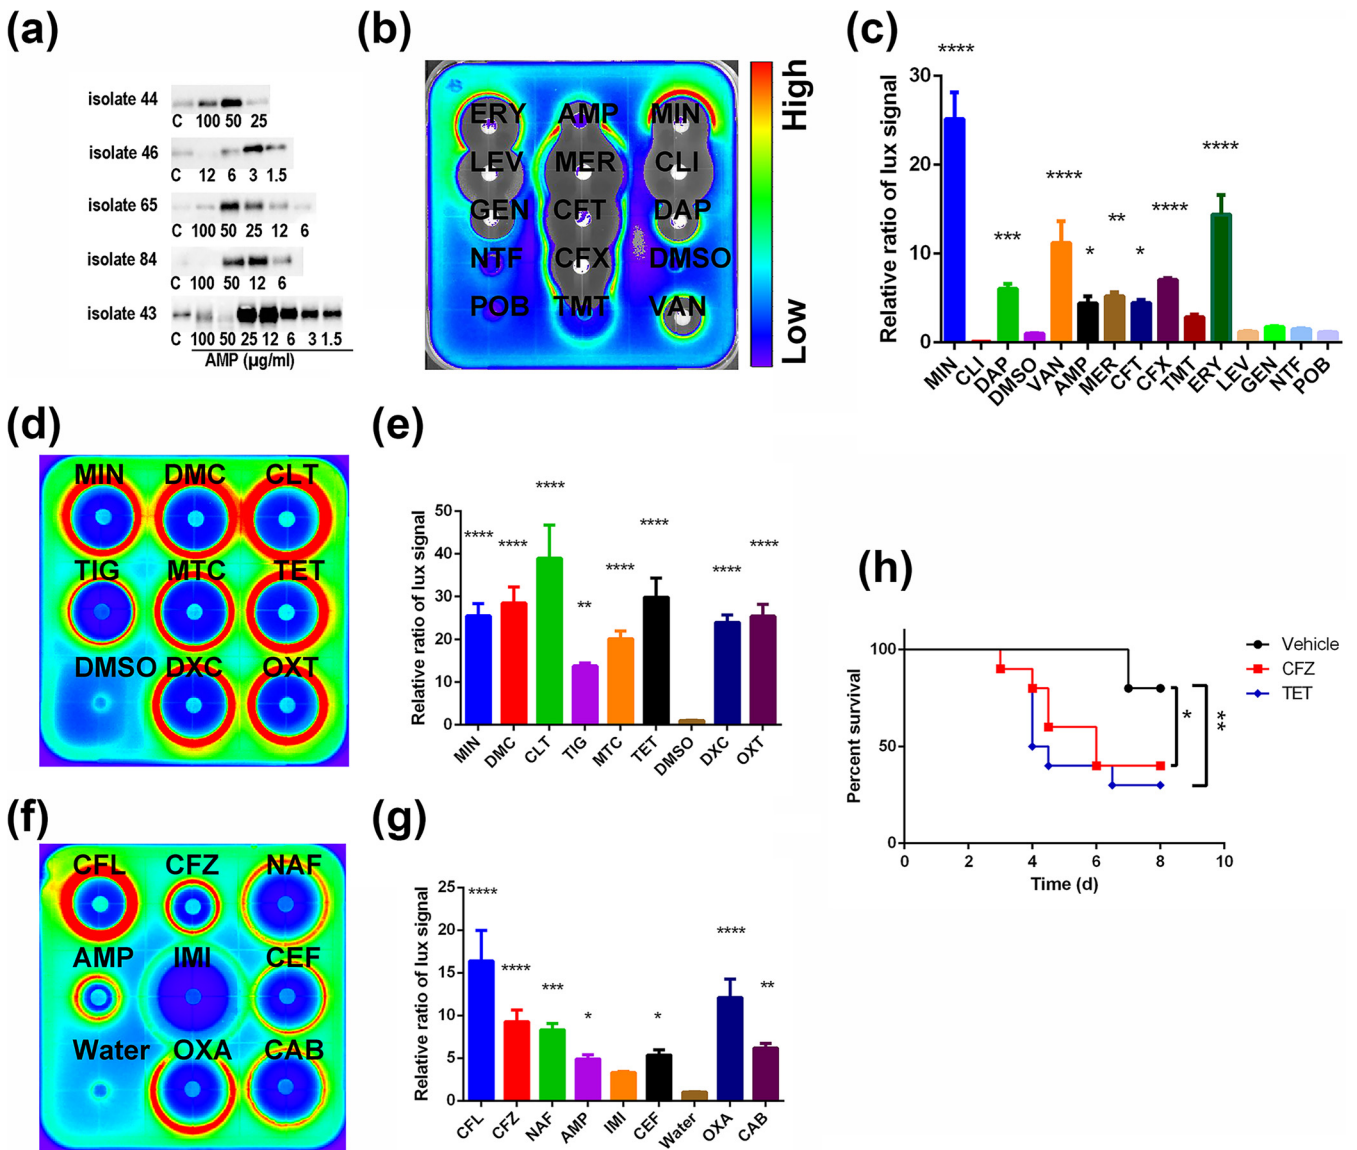 (a)
isolate 44
C 100 50 25
isolate 46
C 12 6 3 1.5
isolate 65
C 100 50 25 12 6
isolate 84
C 100 50 12 6
isolate 43
C 100 50 25 12 6 3 1.5
AMP (µg/ml)
(b)
ERY AMP MIN
LEV MER CLI
GEN CFT DAP
NTF CFX DMSO
POB TMT VAN
High
Low
(c)
Relative ratio of lux signal
30
20
10
0
****
***
****
*
**
*
****
****
MIN CLI DAP DMSO VAN AMP MER CFT CFX TMT ERY LEV GEN NTF POB
(d)
MIN DMC CLT
TIG MTC TET
DMSO DXC OXT
(e)
Relative ratio of lux signal
50
40
30
20
10
0
****
****
****
**
****
****
****
****
MIN DMC CLT TIG MTC TET DMSO DXC OXT
(f)
CFL CFZ NAF
AMP IMI CEF
Water OXA CAB
(g)
Relative ratio of lux signal
25
20
15
10
5
0
****
****
***
*
*
****
**
CFL CFZ NAF AMP IMI CEF Water OXA CAB
(h)
Percent survival
100
50
0
0 2 4 6 8 10
Time (d)
Vehicle
CFZ
TET
*
**